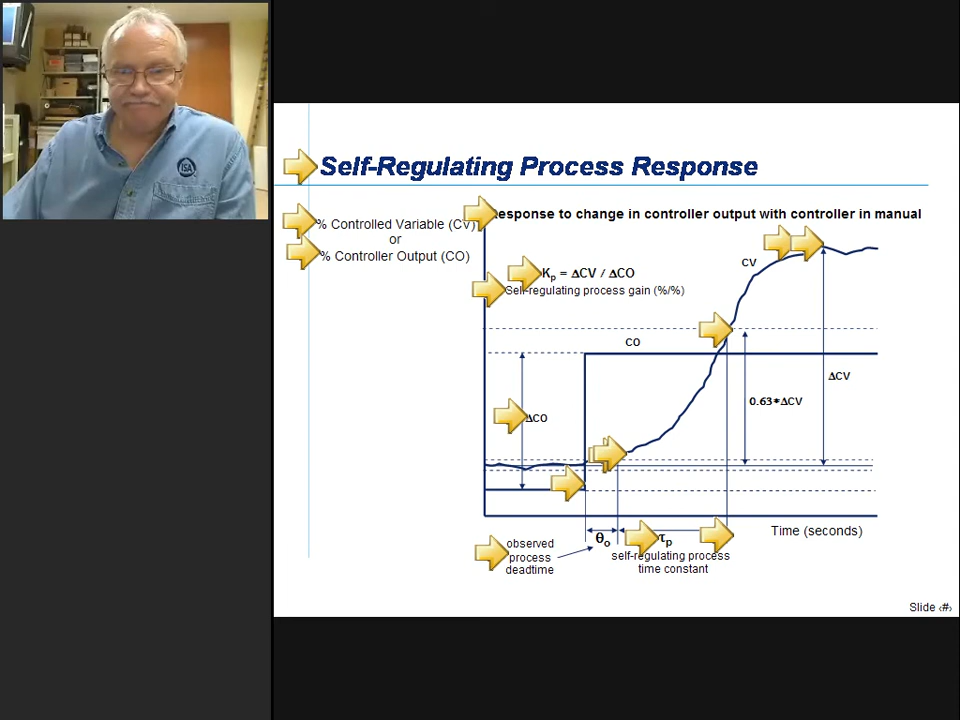 ISA
Self-Regulating Process Response
Response to change in controller output with controller in manual
% Controlled Variable (CV)
or
% Controller Output (CO)
Kp = ΔCV / ΔCO
Self-regulating process gain (%/%)
CV
CO
ΔCV
0.63*ΔCV
ΔCO
Time (seconds)
θo
τp
observed
process
deadtime
self-regulating process
time constant
Slide ‹#›